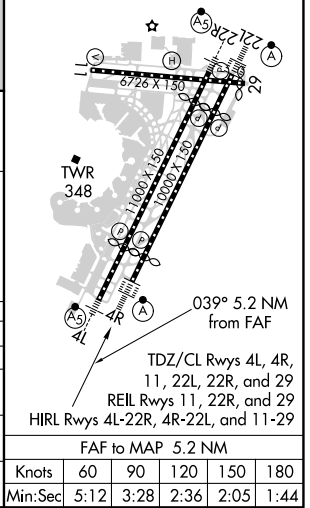 A5
22R
22L
A
V
H
P
11
29
6726 X 150
P
P
TWR
348
11000 X 150
10000 X 150
P
P
A5
4L
4R
A
039° 5.2 NM
from FAF
TDZ/CL Rwys 4L, 4R,
11, 22L, 22R, and 29
REIL Rwys 11, 22R, and 29
HIRL Rwys 4L-22R, 4R-22L, and 11-29
FAF to MAP 5.2 NM
Knots 60 90 120 150 180
Min:Sec 5:12 3:28 2:36 2:05 1:44